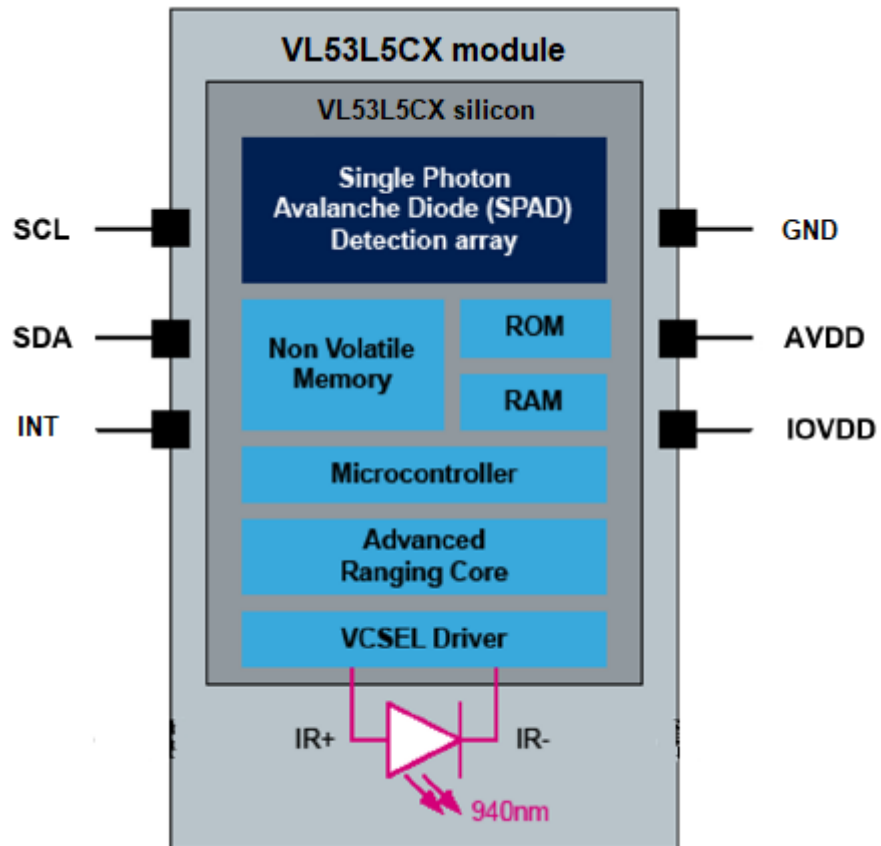 VL53L5CX module
VL53L5CX silicon
Single Photon
Avalanche Diode (SPAD)
Detection array
SCL
GND
Non Volatile
Memory
ROM
SDA
AVDD
RAM
INT
IOVDD
Microcontroller
Advanced
Ranging Core
VCSEL Driver
IR+
IR-
940nm